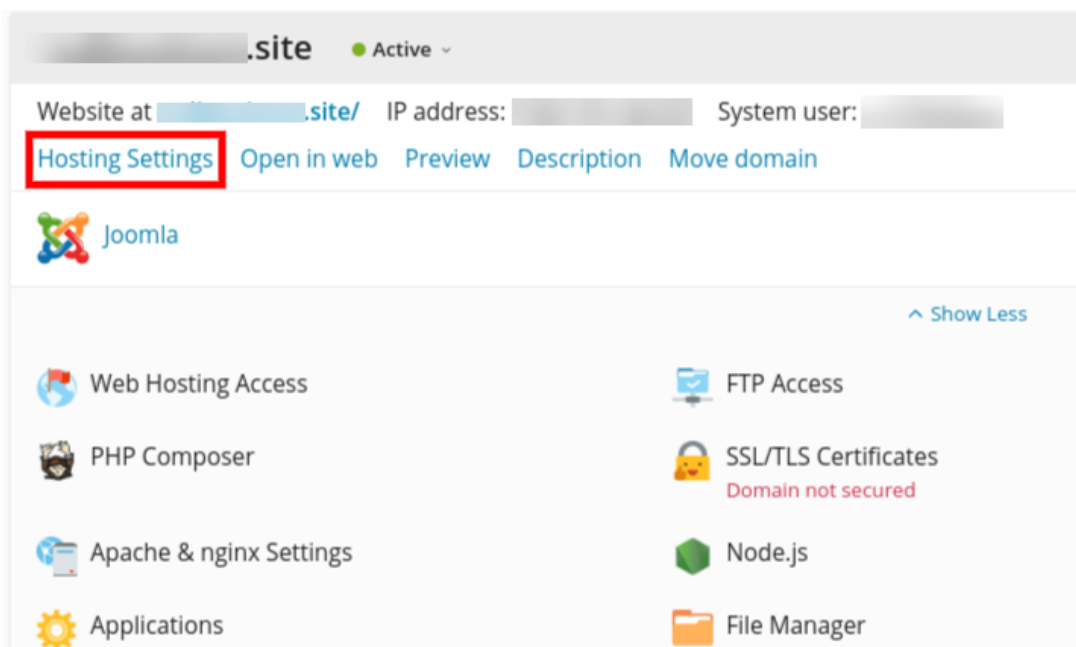 .site Active
Website at .site/ IP address: System user:
Hosting Settings Open in web Preview Description Move domain
Joomla
Show Less
Web Hosting Access FTP Access
PHP Composer SSL/TLS Certificates
Domain not secured
Apache & nginx Settings Node.js
Applications File Manager